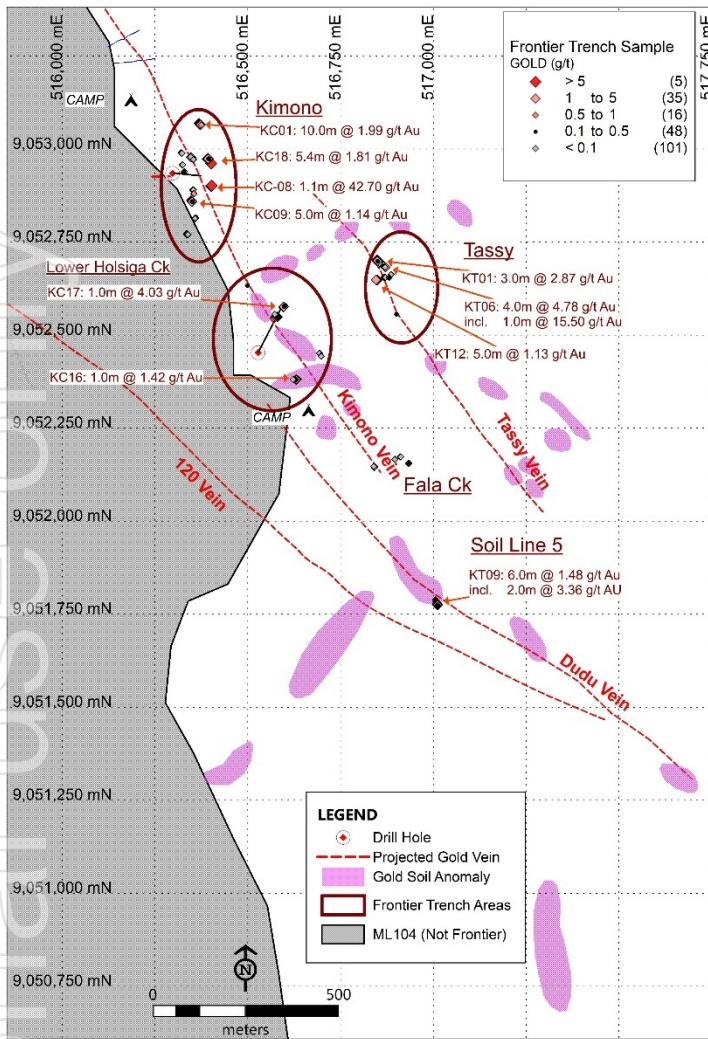 516,000 mE
516,500 mE
516,750 mE
517,000 mE
517,750 mE
Frontier Trench Sample
GOLD (g/t)
> 5 (5)
1 to 5 (35)
0.5 to 1 (16)
0.1 to 0.5 (48)
< 0.1 (101)
CAMP
Kimono
KC01: 10.0m @ 1.99 g/t Au
9,053,000 mN
KC18: 5.4m @ 1.81 g/t Au
KC-08: 1.1m @ 42.70 g/t Au
KC09: 5.0m @ 1.14 g/t Au
9,052,750 mN
Tassy
Lower Holsiga Ck
KT01: 3.0m @ 2.87 g/t Au
KC17: 1.0m @ 4.03 g/t Au
KT06: 4.0m @ 4.78 g/t Au
incl. 1.0m @ 15.50 g/t Au
9,052,500 mN
KT12: 5.0m @ 1.13 g/t Au
KC16: 1.0m @ 1.42 g/t Au
9,052,250 mN
CAMP
Kimono Vein
Tassy Vein
120 Vein
Fala Ck
9,052,000 mN
Soil Line 5
KT09: 6.0m @ 1.48 g/t Au
incl. 2.0m @ 3.36 g/t AU
9,051,750 mN
Dudu Vein
9,051,500 mN
9,051,250 mN
LEGEND
Drill Hole
Projected Gold Vein
Gold Soil Anomaly
Frontier Trench Areas
ML104 (Not Frontier)
9,051,000 mN
9,050,750 mN
N
0 500
meters
use only